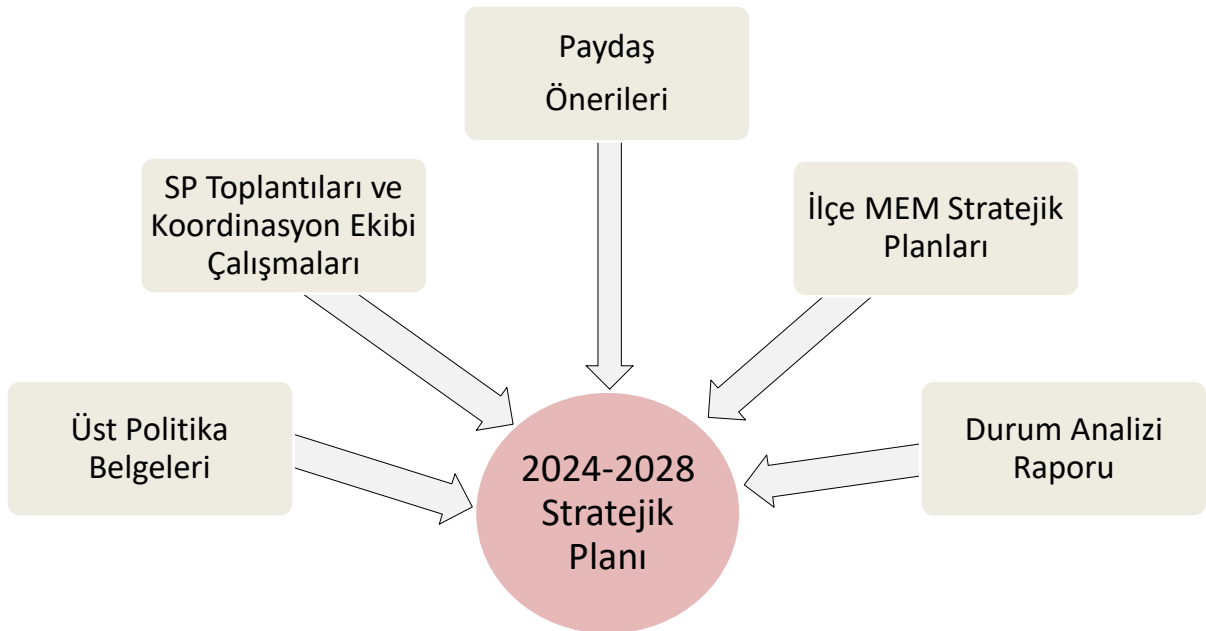 Paydaş
Önerileri
SP Toplantıları ve
Koordinasyon Ekibi
Çalışmaları
İlçe MEM Stratejik
Planları
Üst Politika
Belgeleri
Durum Analizi
Raporu
2024-2028
Stratejik
Planı